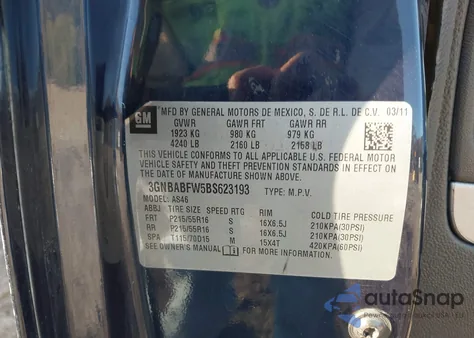 GM
MFD BY GENERAL MOTORS DE MEXICO, S. DE R.L. DE C.V. 03/11
GVWR GAWR FRT GAWR RR
1923 KG 980 KG 979 KG
4240 LB 2160 LB 2158 LB
THIS VEHICLE CONFORMS TO ALL APPLICABLE U.S. FEDERAL MOTOR
VEHICLE SAFETY AND THEFT PREVENTION STANDARDS IN EFFECT ON
THE DATE OF MANUFACTURE SHOWN ABOVE.
3GNBABFW5BS623193 TYPE: M.P.V.
MODEL: AS46
ABBJ TIRE SIZE SPEED RTG RIM COLD TIRE PRESSURE
FRT P215/55R16 S 16X6.5J 210KPA(30PSI)
RR P215/55R16 S 16X6.5J 210KPA(30PSI)
SPA T115/70D15 M 15X4T 420KPA(60PSI)
SEE OWNER'S MANUAL FOR MORE INFORMATION
autoSnap